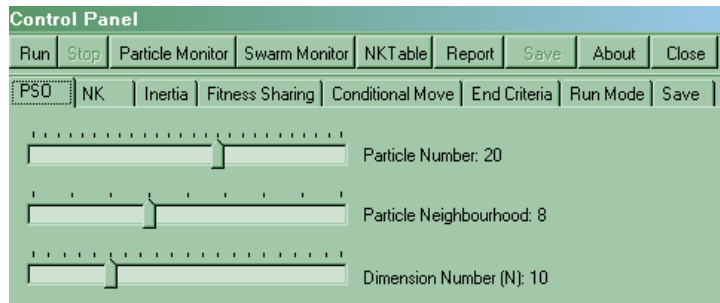 Control Panel
Run Stop Particle Monitor Swarm Monitor NKTable Report Save About Close
PSO NK Inertia Fitness Sharing Conditional Move End Criteria Run Mode Save
Particle Number: 20
Particle Neighbourhood: 8
Dimension Number (N): 10